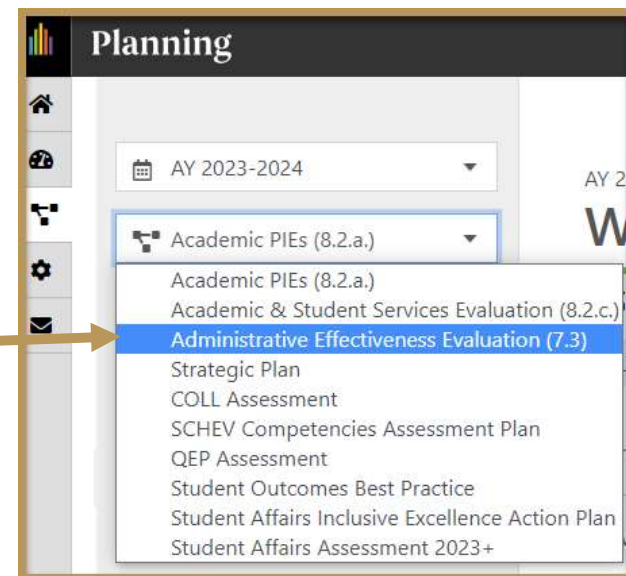 Planning
AY 2023-2024
AY 2
W
Academic PIEs (8.2.a.)
Academic PIEs (8.2.a.)
Academic & Student Services Evaluation (8.2.c.)
Administrative Effectiveness Evaluation (7.3)
Strategic Plan
COLL Assessment
SCHEV Competencies Assessment Plan
QEP Assessment
Student Outcomes Best Practice
Student Affairs Inclusive Excellence Action Plan
Student Affairs Assessment 2023+